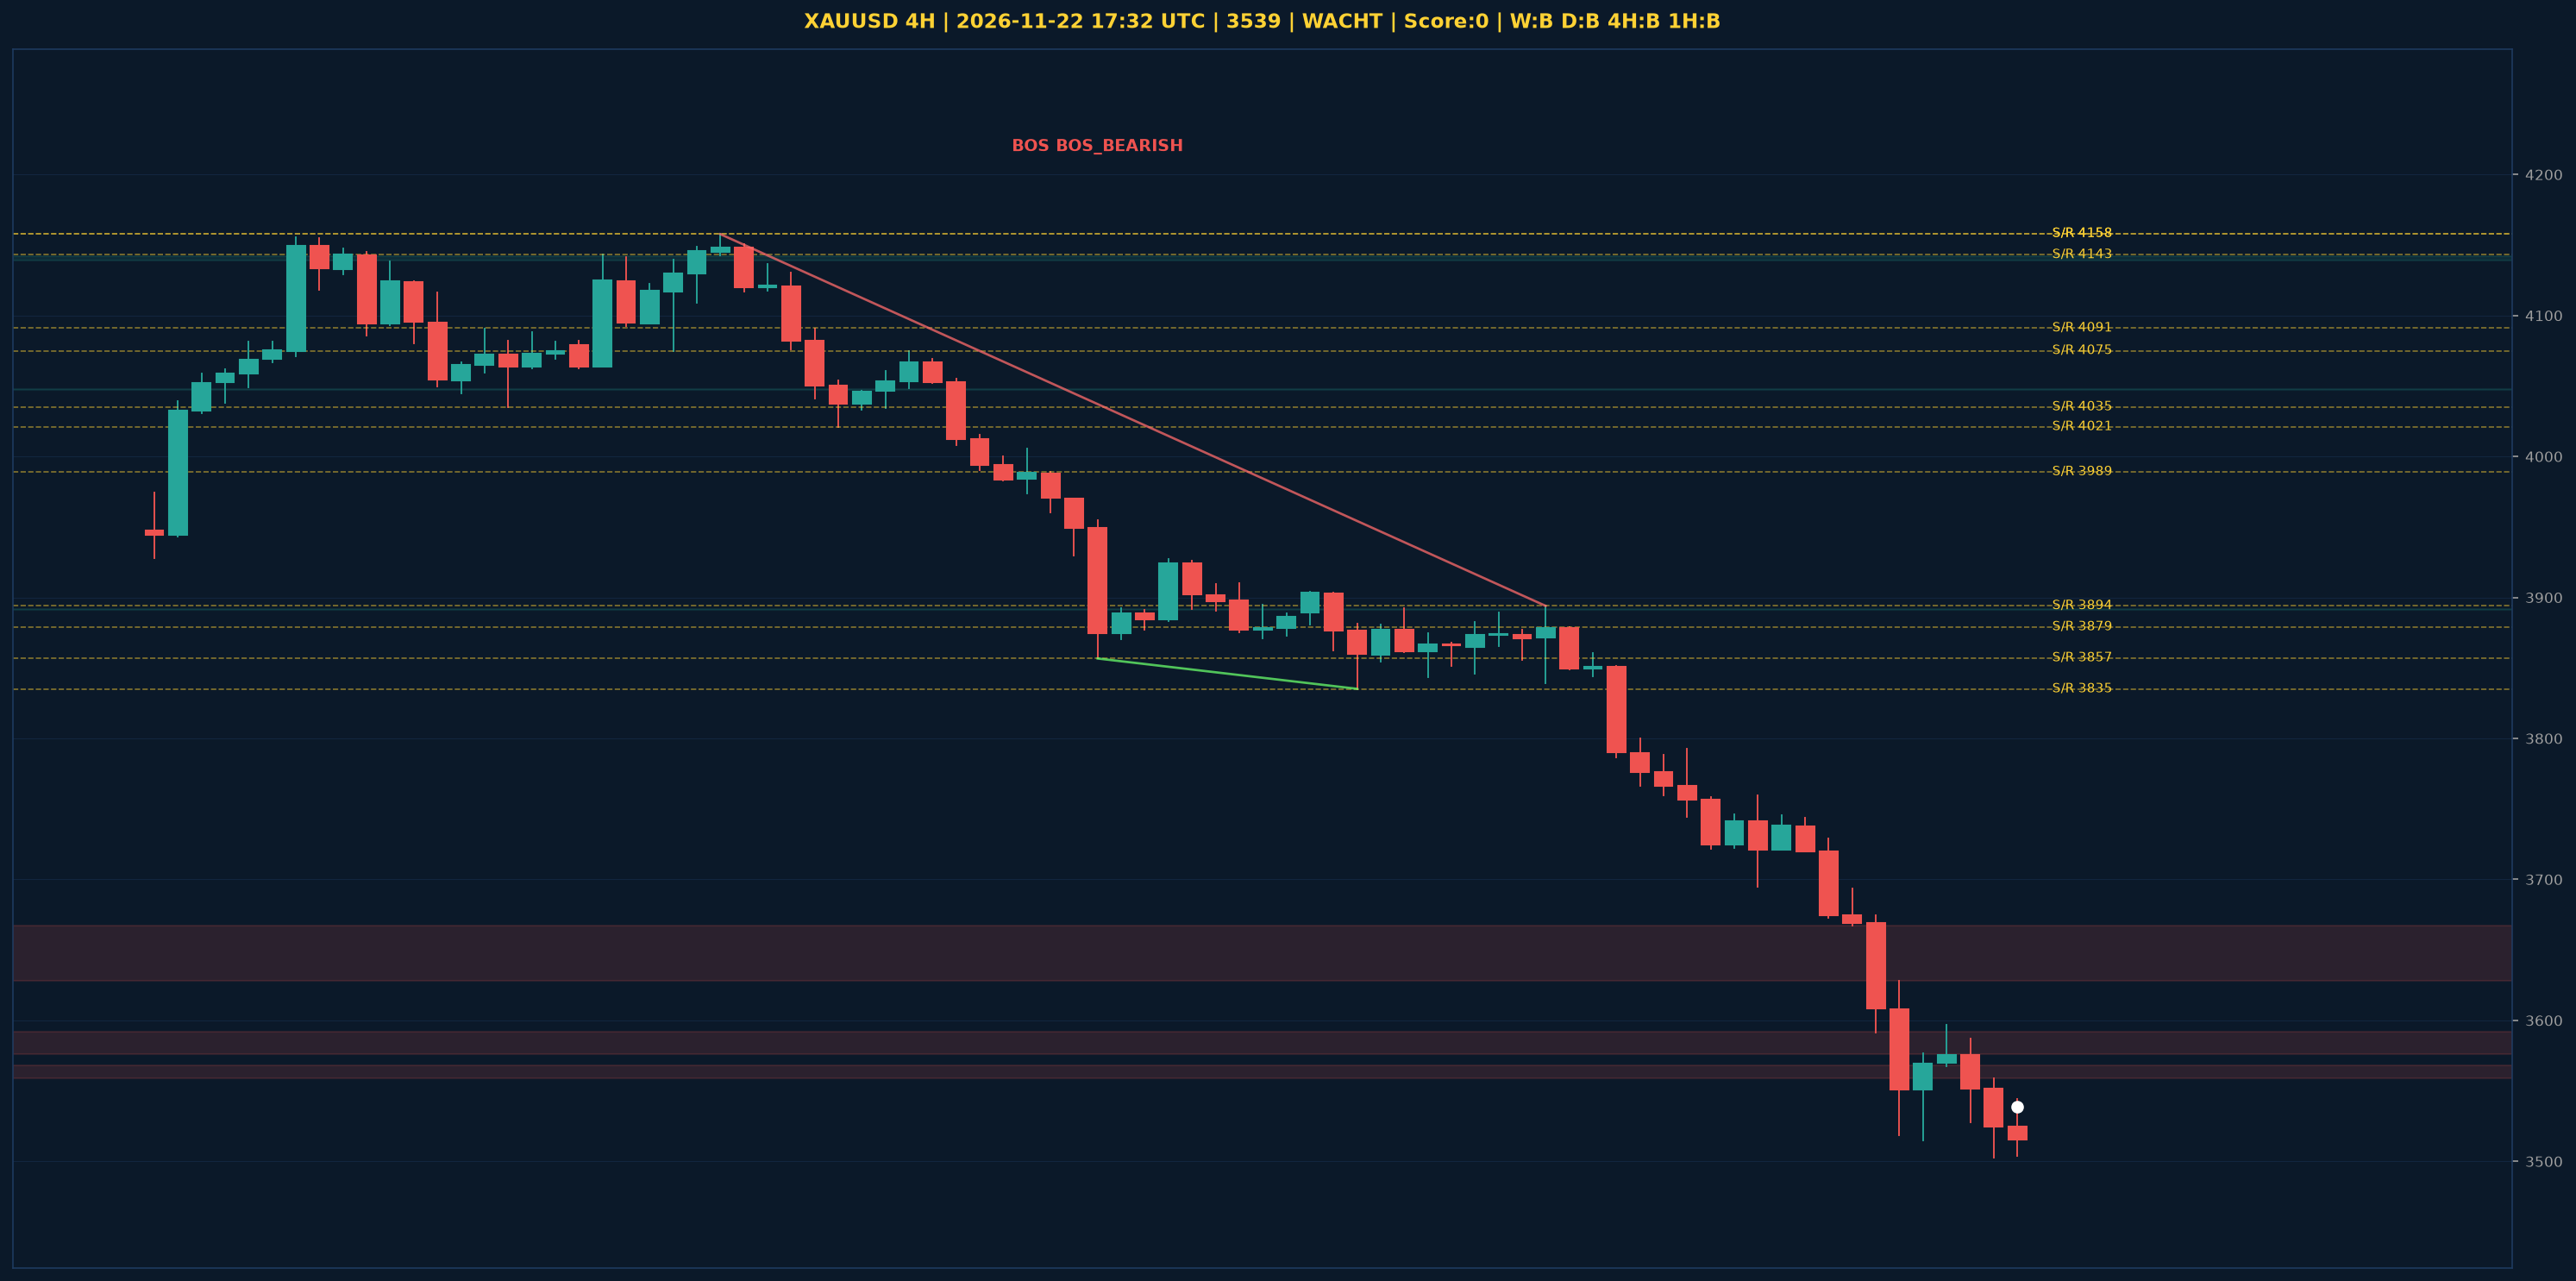 XAUUSD 4H | 2026-11-22 17:32 UTC | 3539 | WACHT | Score:0 | W:B D:B 4H:B 1H:B
BOS BOS_BEARISH
4200
S/R 4158
S/R 4143
4100
S/R 4091
S/R 4075
S/R 4035
S/R 4021
4000
S/R 3989
3900
S/R 3894
S/R 3879
S/R 3857
S/R 3835
3800
3700
3600
3500